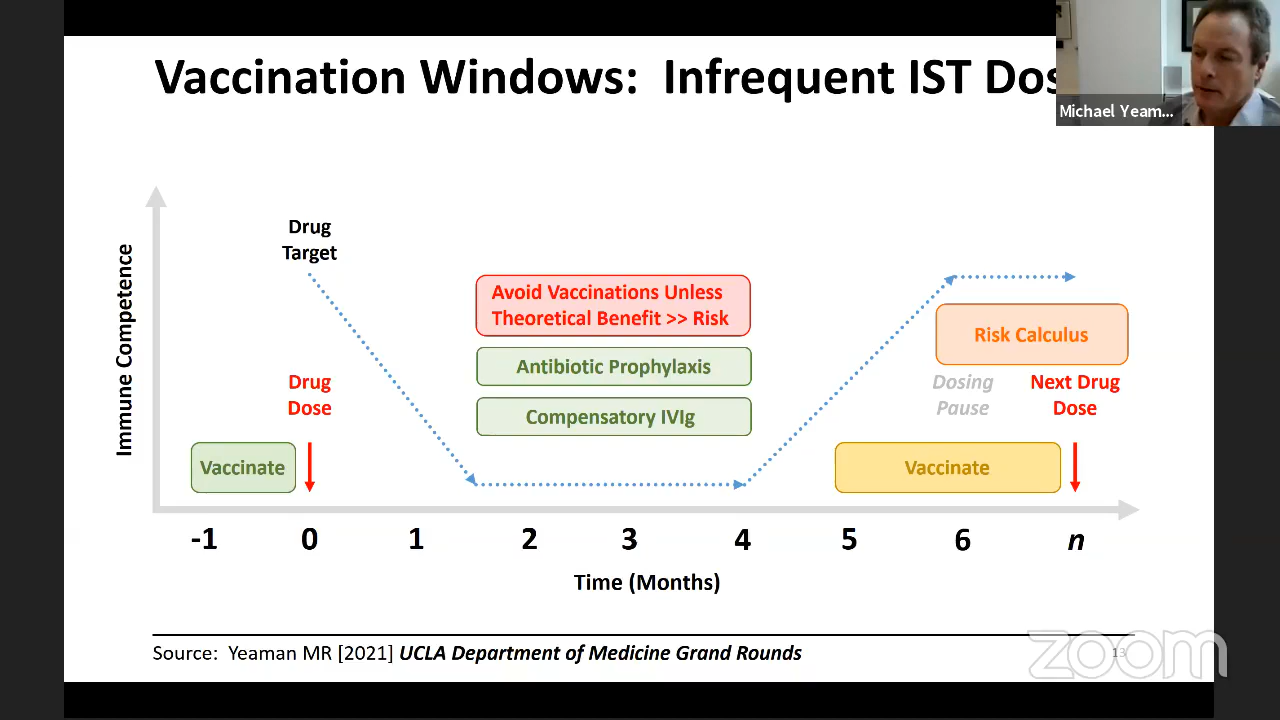 Vaccination Windows: Infrequent IST Dos
Michael Yeam...
Drug
Target
Immune Competence
Avoid Vaccinations Unless
Theoretical Benefit >> Risk
Antibiotic Prophylaxis
Compensatory IVIg
Drug
Dose
Vaccinate
Risk Calculus
Dosing
Pause
Next Drug
Dose
Vaccinate
-1 0 1 2 3 4 5 6 n
Time (Months)
Source: Yeaman MR [2021] UCLA Department of Medicine Grand Rounds
13
zoom